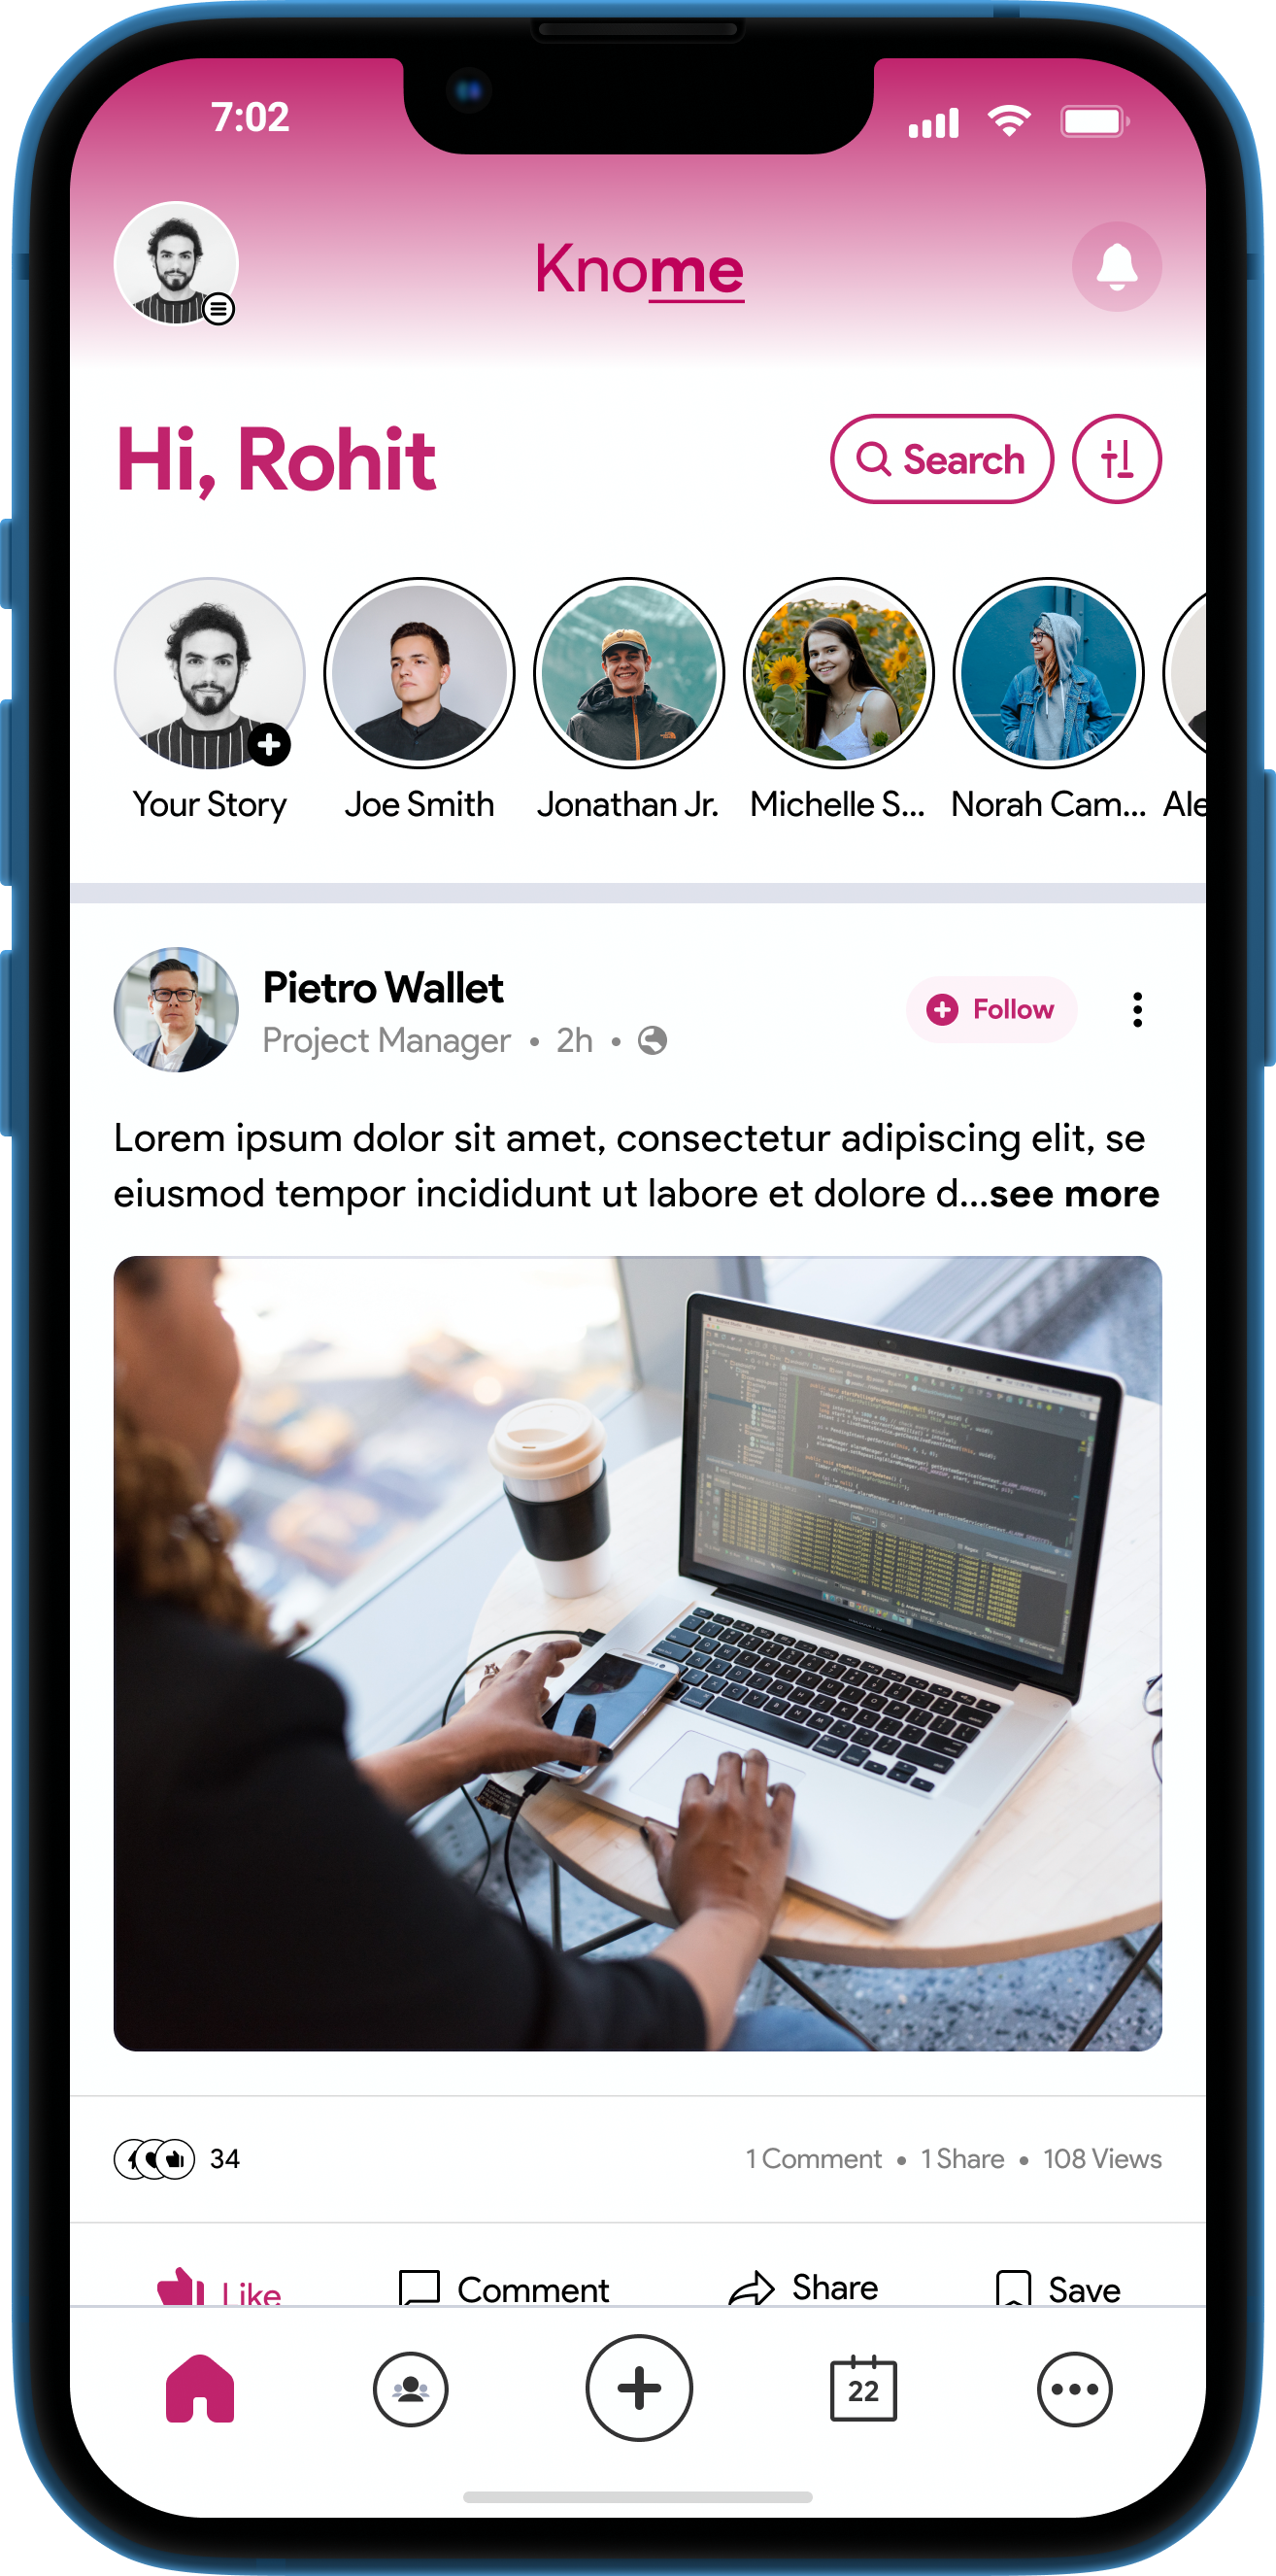 7:02
Knome
Hi, Rohit
Search
Your Story
Joe Smith
Jonathan Jr.
Michelle S...
Norah Cam...
Ale
Pietro Wallet
Project Manager • 2h •
Follow
Lorem ipsum dolor sit amet, consectetur adipiscing elit, se
eiusmod tempor incididunt ut labore et dolore d...see more
34
1 Comment • 1 Share • 108 Views
Like
Comment
Share
Save
22